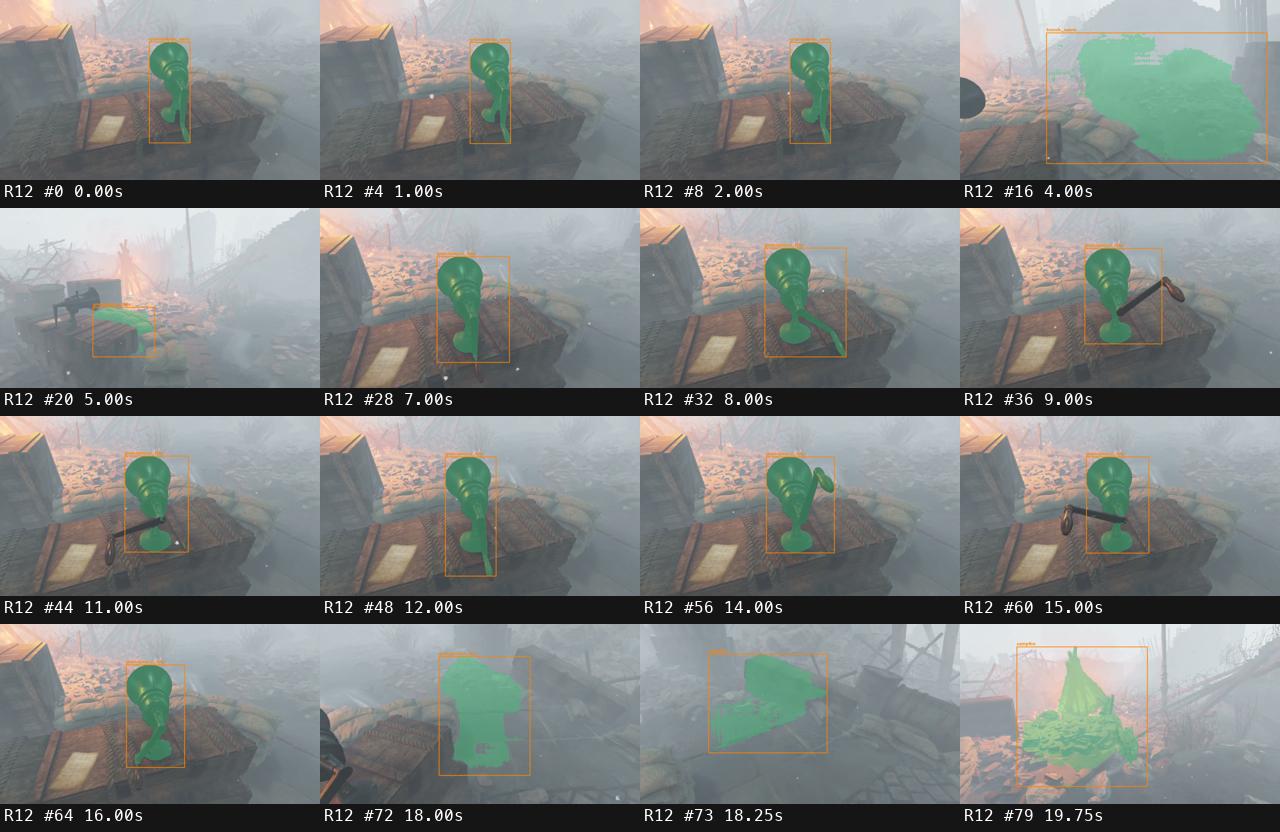 R12 #0 0.00s
R12 #4 1.00s
R12 #8 2.00s
R12 #16 4.00s
R12 #20 5.00s
R12 #28 7.00s
R12 #32 8.00s
R12 #36 9.00s
R12 #44 11.00s
R12 #48 12.00s
R12 #56 14.00s
R12 #60 15.00s
R12 #64 16.00s
R12 #72 18.00s
R12 #73 18.25s
R12 #79 19.75s